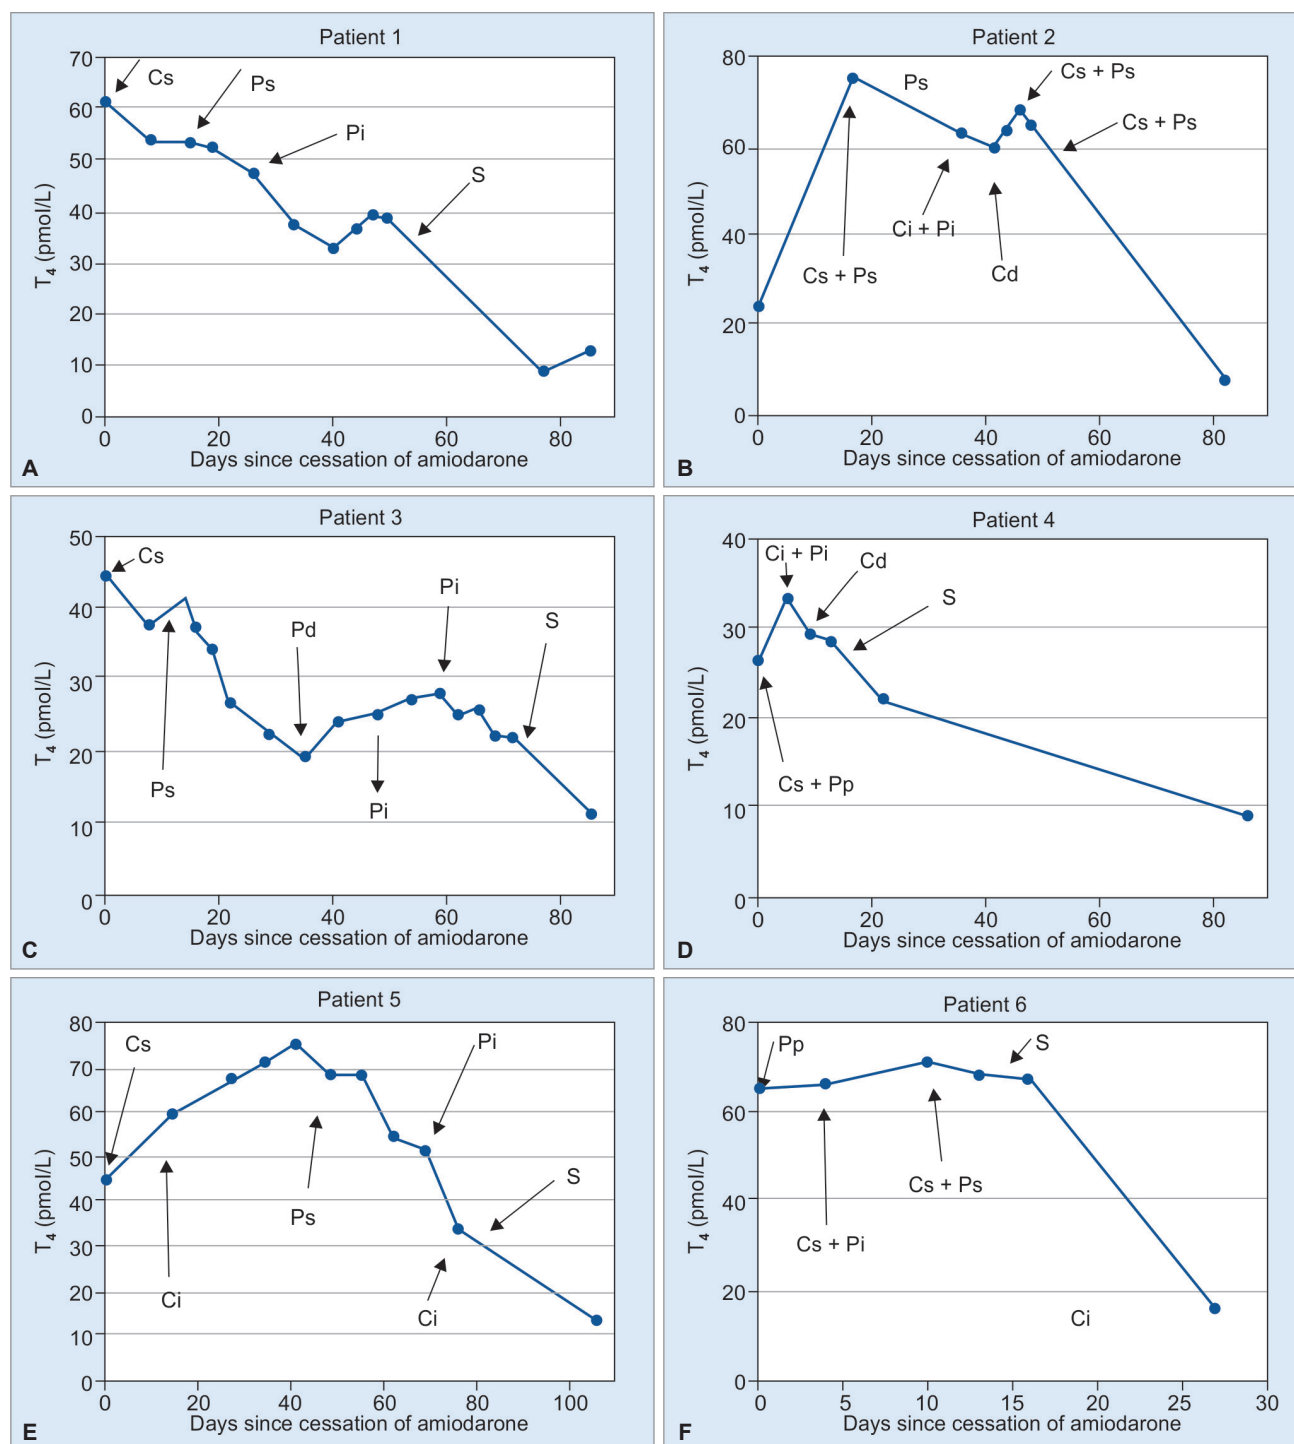 Patient 1
70
60
50
40
30
20
10
0
T4 (pmol/L)
Cs
Ps
Pi
S
0 20 40 60 80
Days since cessation of amiodarone
A
Patient 2
80
60
40
20
0
T4 (pmol/L)
Ps
Cs + Ps
Cs + Ps
Ci + Pi
Cs + Ps
Cd
0 20 40 60 80
Days since cessation of amiodarone
B
Patient 3
50
40
30
20
10
0
T4 (pmol/L)
Cs
Pi
Pd
S
Ps
Pi
0 20 40 60 80
Days since cessation of amiodarone
C
Patient 4
40
30
20
10
0
T4 (pmol/L)
Ci + Pi
Cd
S
Cs + Pp
0 20 40 60 80
Days since cessation of amiodarone
D
Patient 5
80
70
60
50
40
30
20
10
0
T4 (pmol/L)
Cs
Pi
S
Ps
Ci
Ci
0 20 40 60 80 100
Days since cessation of amiodarone
E
Patient 6
80
60
40
20
0
T4 (pmol/L)
Pp
S
Cs + Ps
Cs + Pi
Ci
0 5 10 15 20 25 30
Days since cessation of amiodarone
F